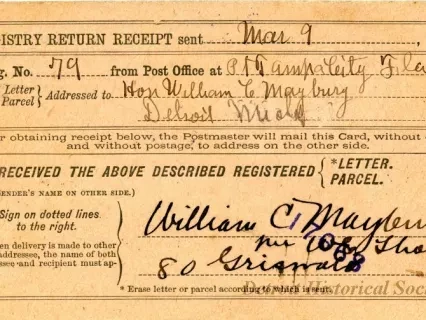 ISTRY RETURN RECEIPT sent Mar 9
g. No. 79 from Post Office at Pt Tampa City Fla
Letter
Parcel } Addressed to Hon William C Maybury
Detroit Mich
r obtaining receipt below, the Postmaster will mail this Card, without
and without postage, to address on the other side.
RECEIVED THE ABOVE DESCRIBED REGISTERED { *LETTER.
PARCEL.
ENDER'S NAME ON OTHER SIDE.)
Sign on dotted lines
to the right.
en delivery is made to other
addressee, the name of both
ssee and recipient must ap-
William C. Maybu
per
80 Griswold
* Erase letter or parcel according to which is sent.
Historical Soc